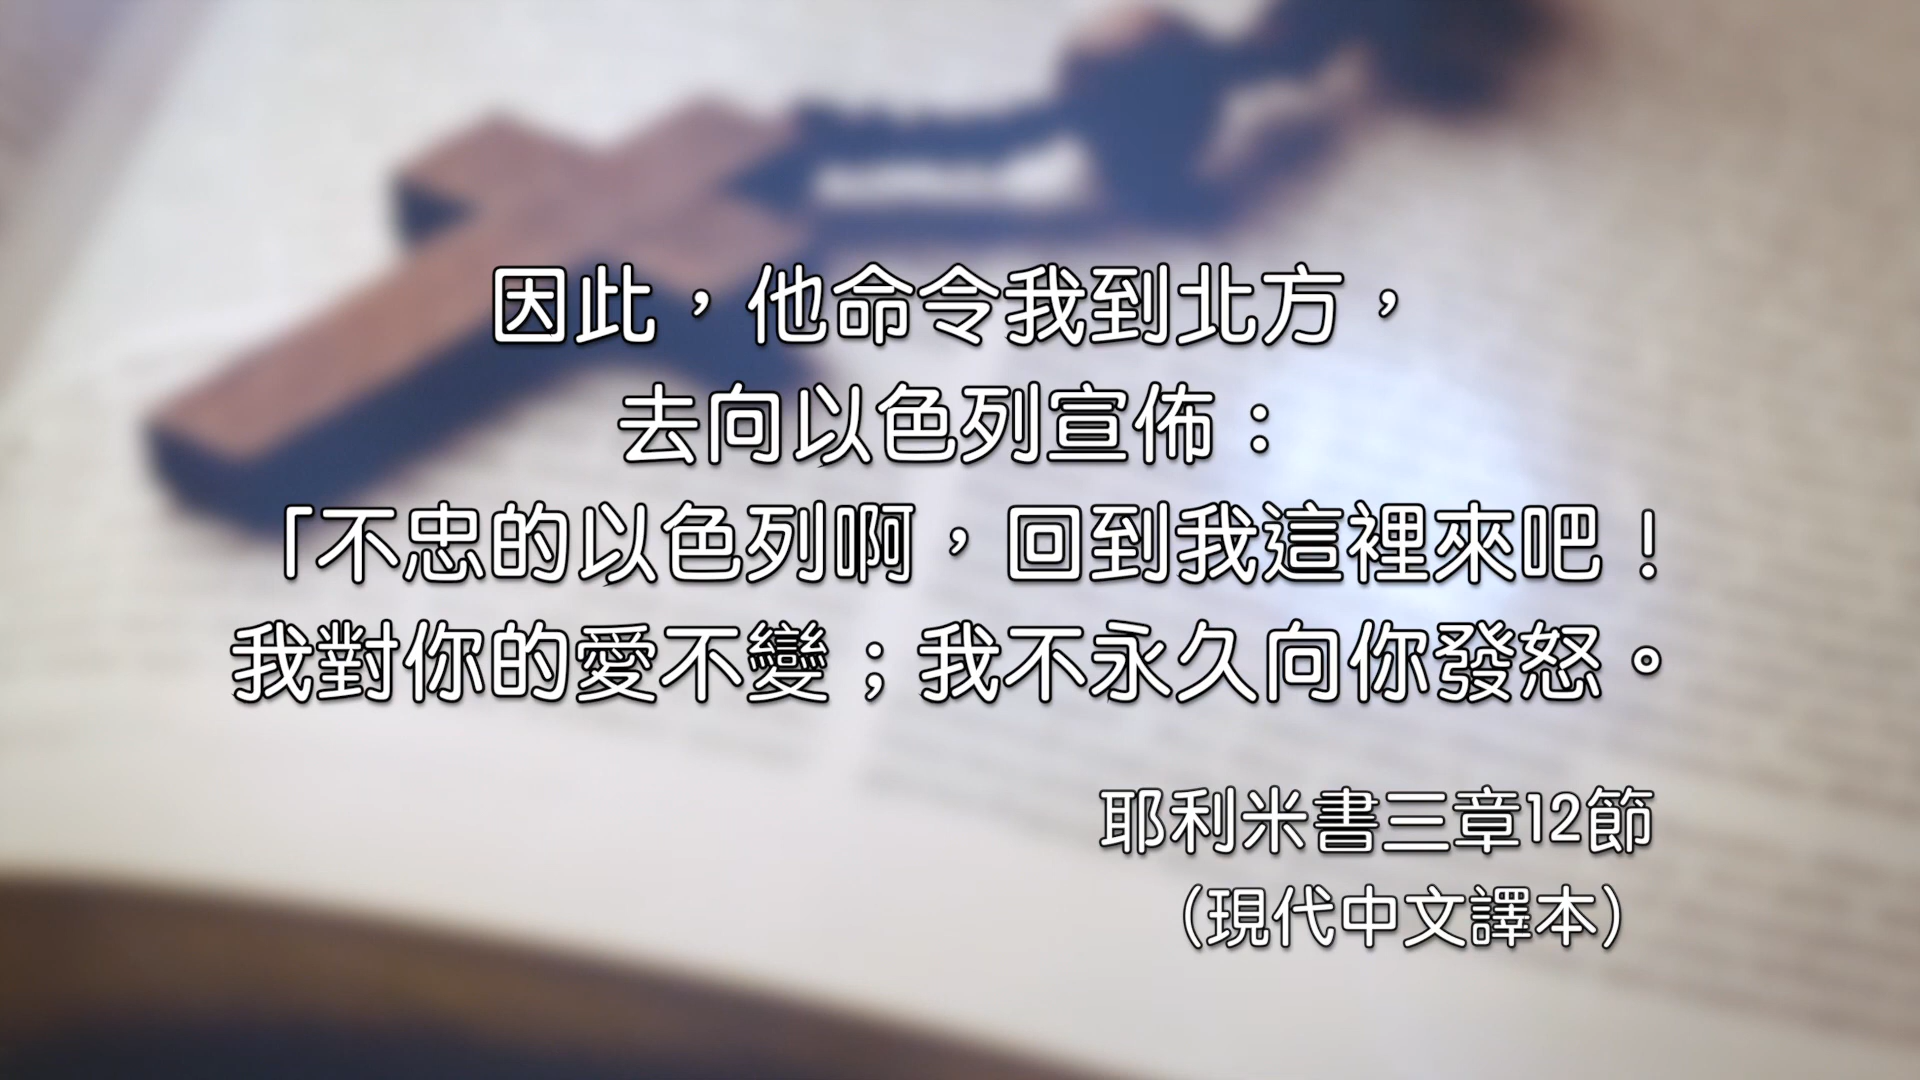 因此，他命令我到北方，
去向以色列宣佈：
「不忠的以色列啊，回到我這裡來吧！
我對你的愛不變；我不永久向你發怒。
耶利米書三章12節
（現代中文譯本）